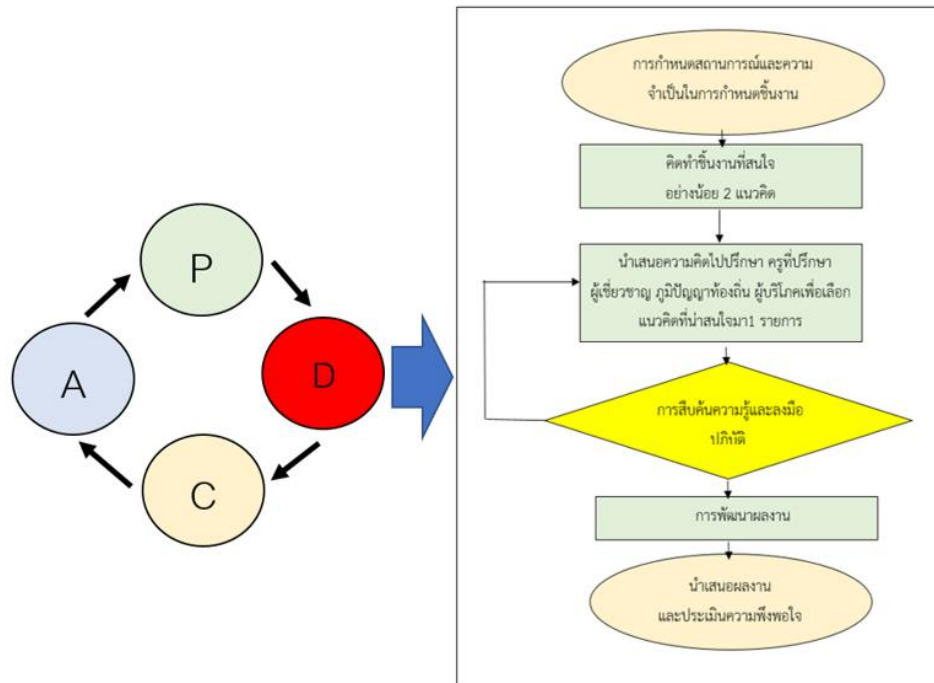 P
D
C
A
การกำหนดสถานการณ์และความ
จำเป็นในการกำหนดชิ้นงาน
คิดทำชิ้นงานที่สนใจ
อย่างน้อย 2 แนวคิด
นำเสนอความคิดไปปรึกษา ครูที่ปรึกษา
ผู้เชี่ยวชาญ ภูมิปัญญาท้องถิ่น ผู้บริโภคเพื่อเลือก
แนวคิดที่น่าสนใจมา1 รายการ
การสืบค้นความรู้และลงมือ
ปภิบัติ
การพัฒนาผลงาน
นำเสนอผลงาน
และประเมินความพึงพอใจ